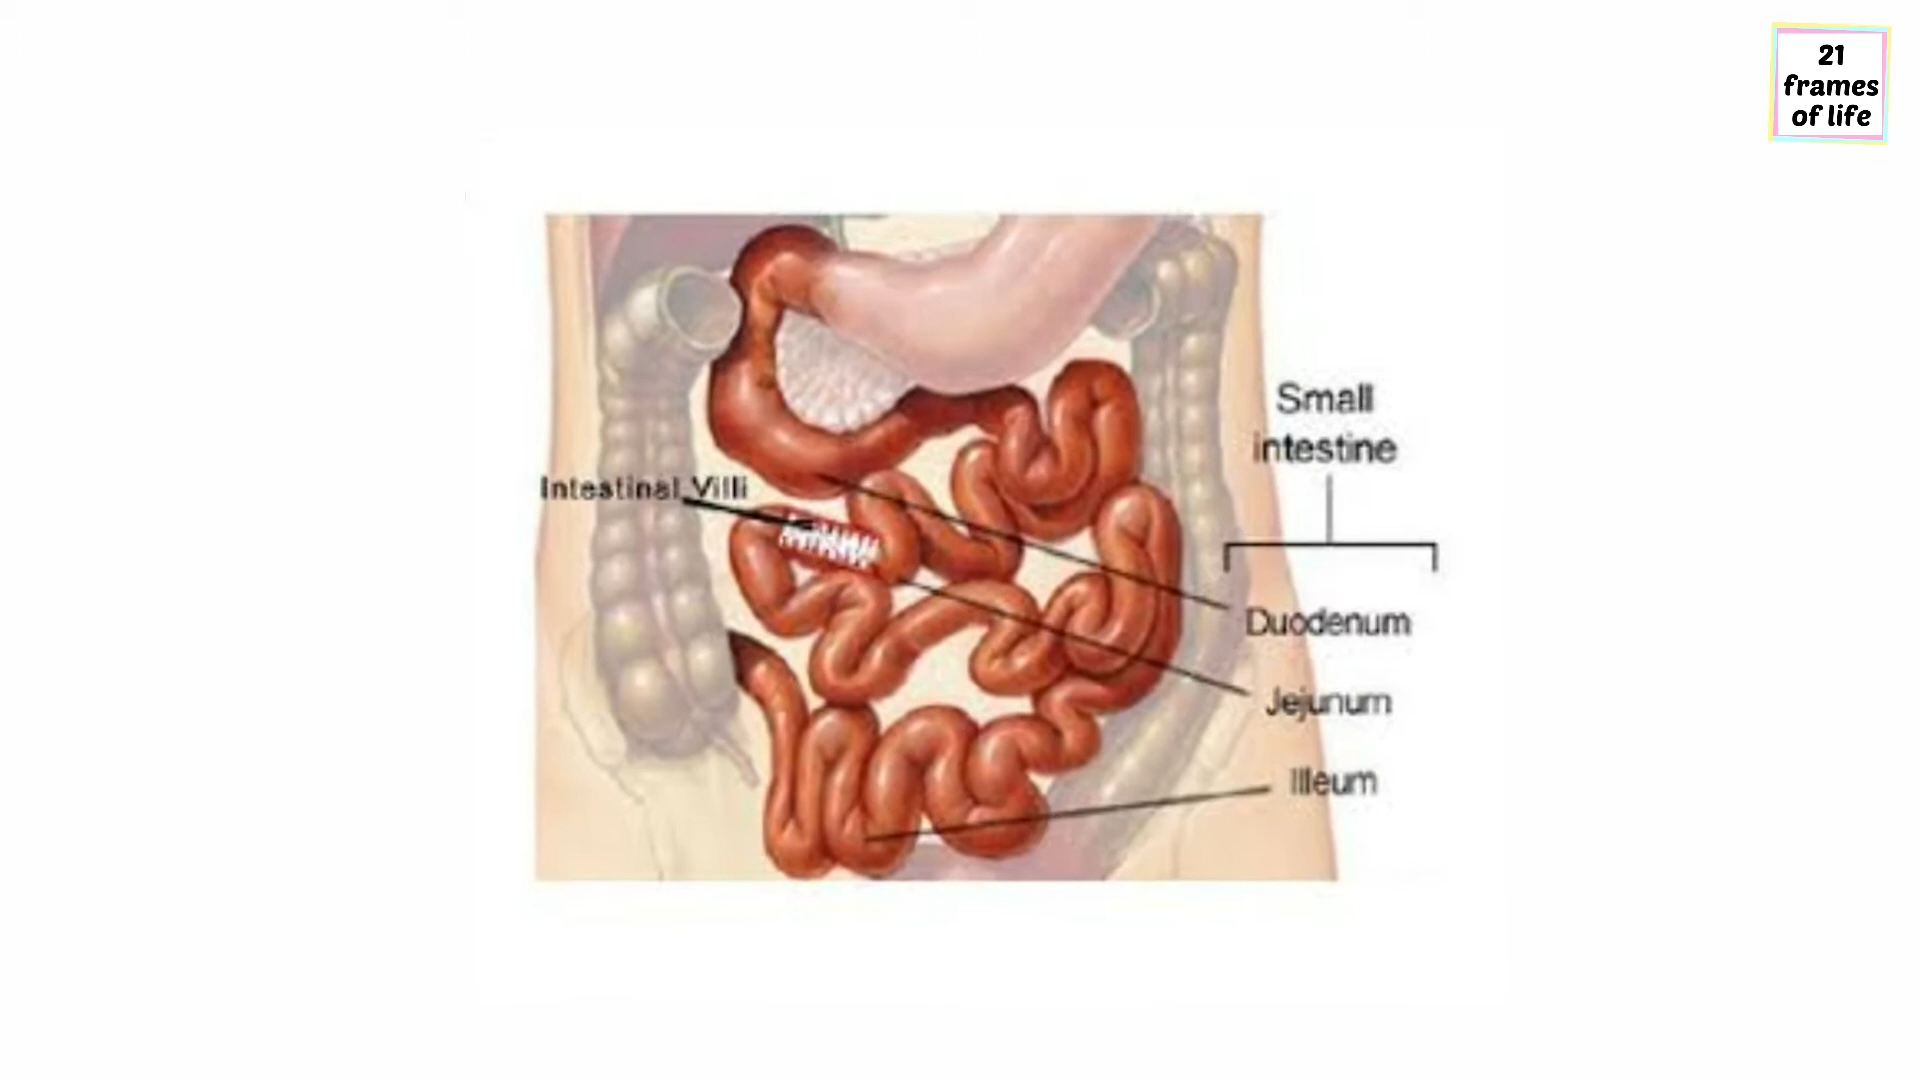 21
frames
of life
Small
intestine
Intestinal Villi
Duodenum
Jejunum
Illeum